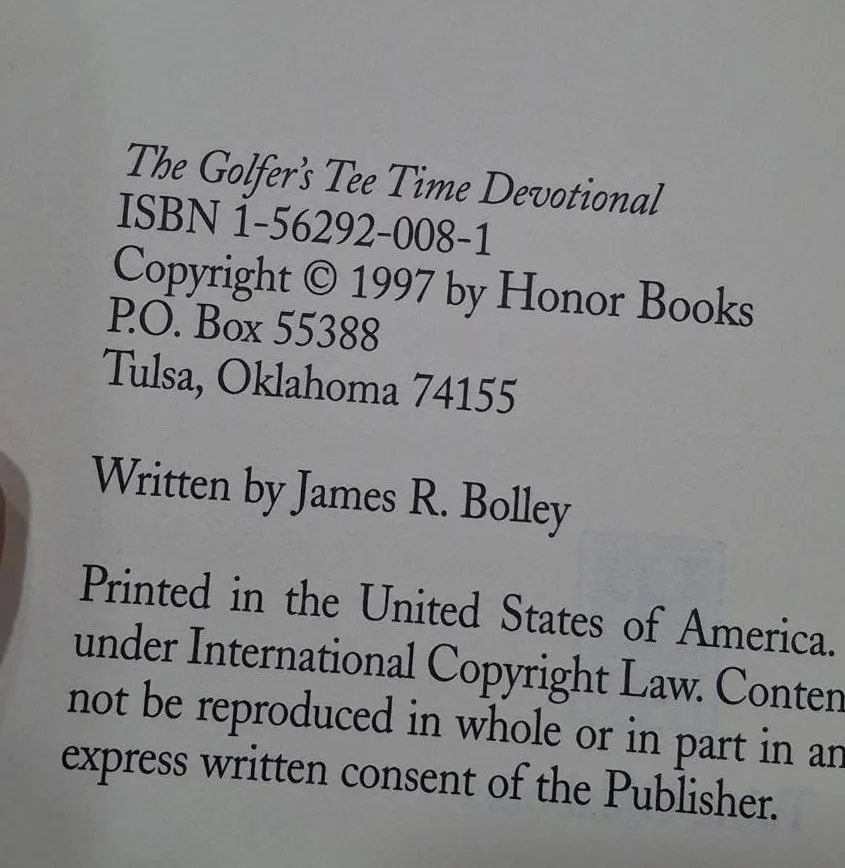 The Golfer's Tee Time Devotional
ISBN 1-56292-008-1
Copyright © 1997 by Honor Books
P.O. Box 55388
Tulsa, Oklahoma 74155
Written by James R. Bolley
Printed in the United States of America.
under International Copyright Law. Conten
not be reproduced in whole or in part in an
express written consent of the Publisher.